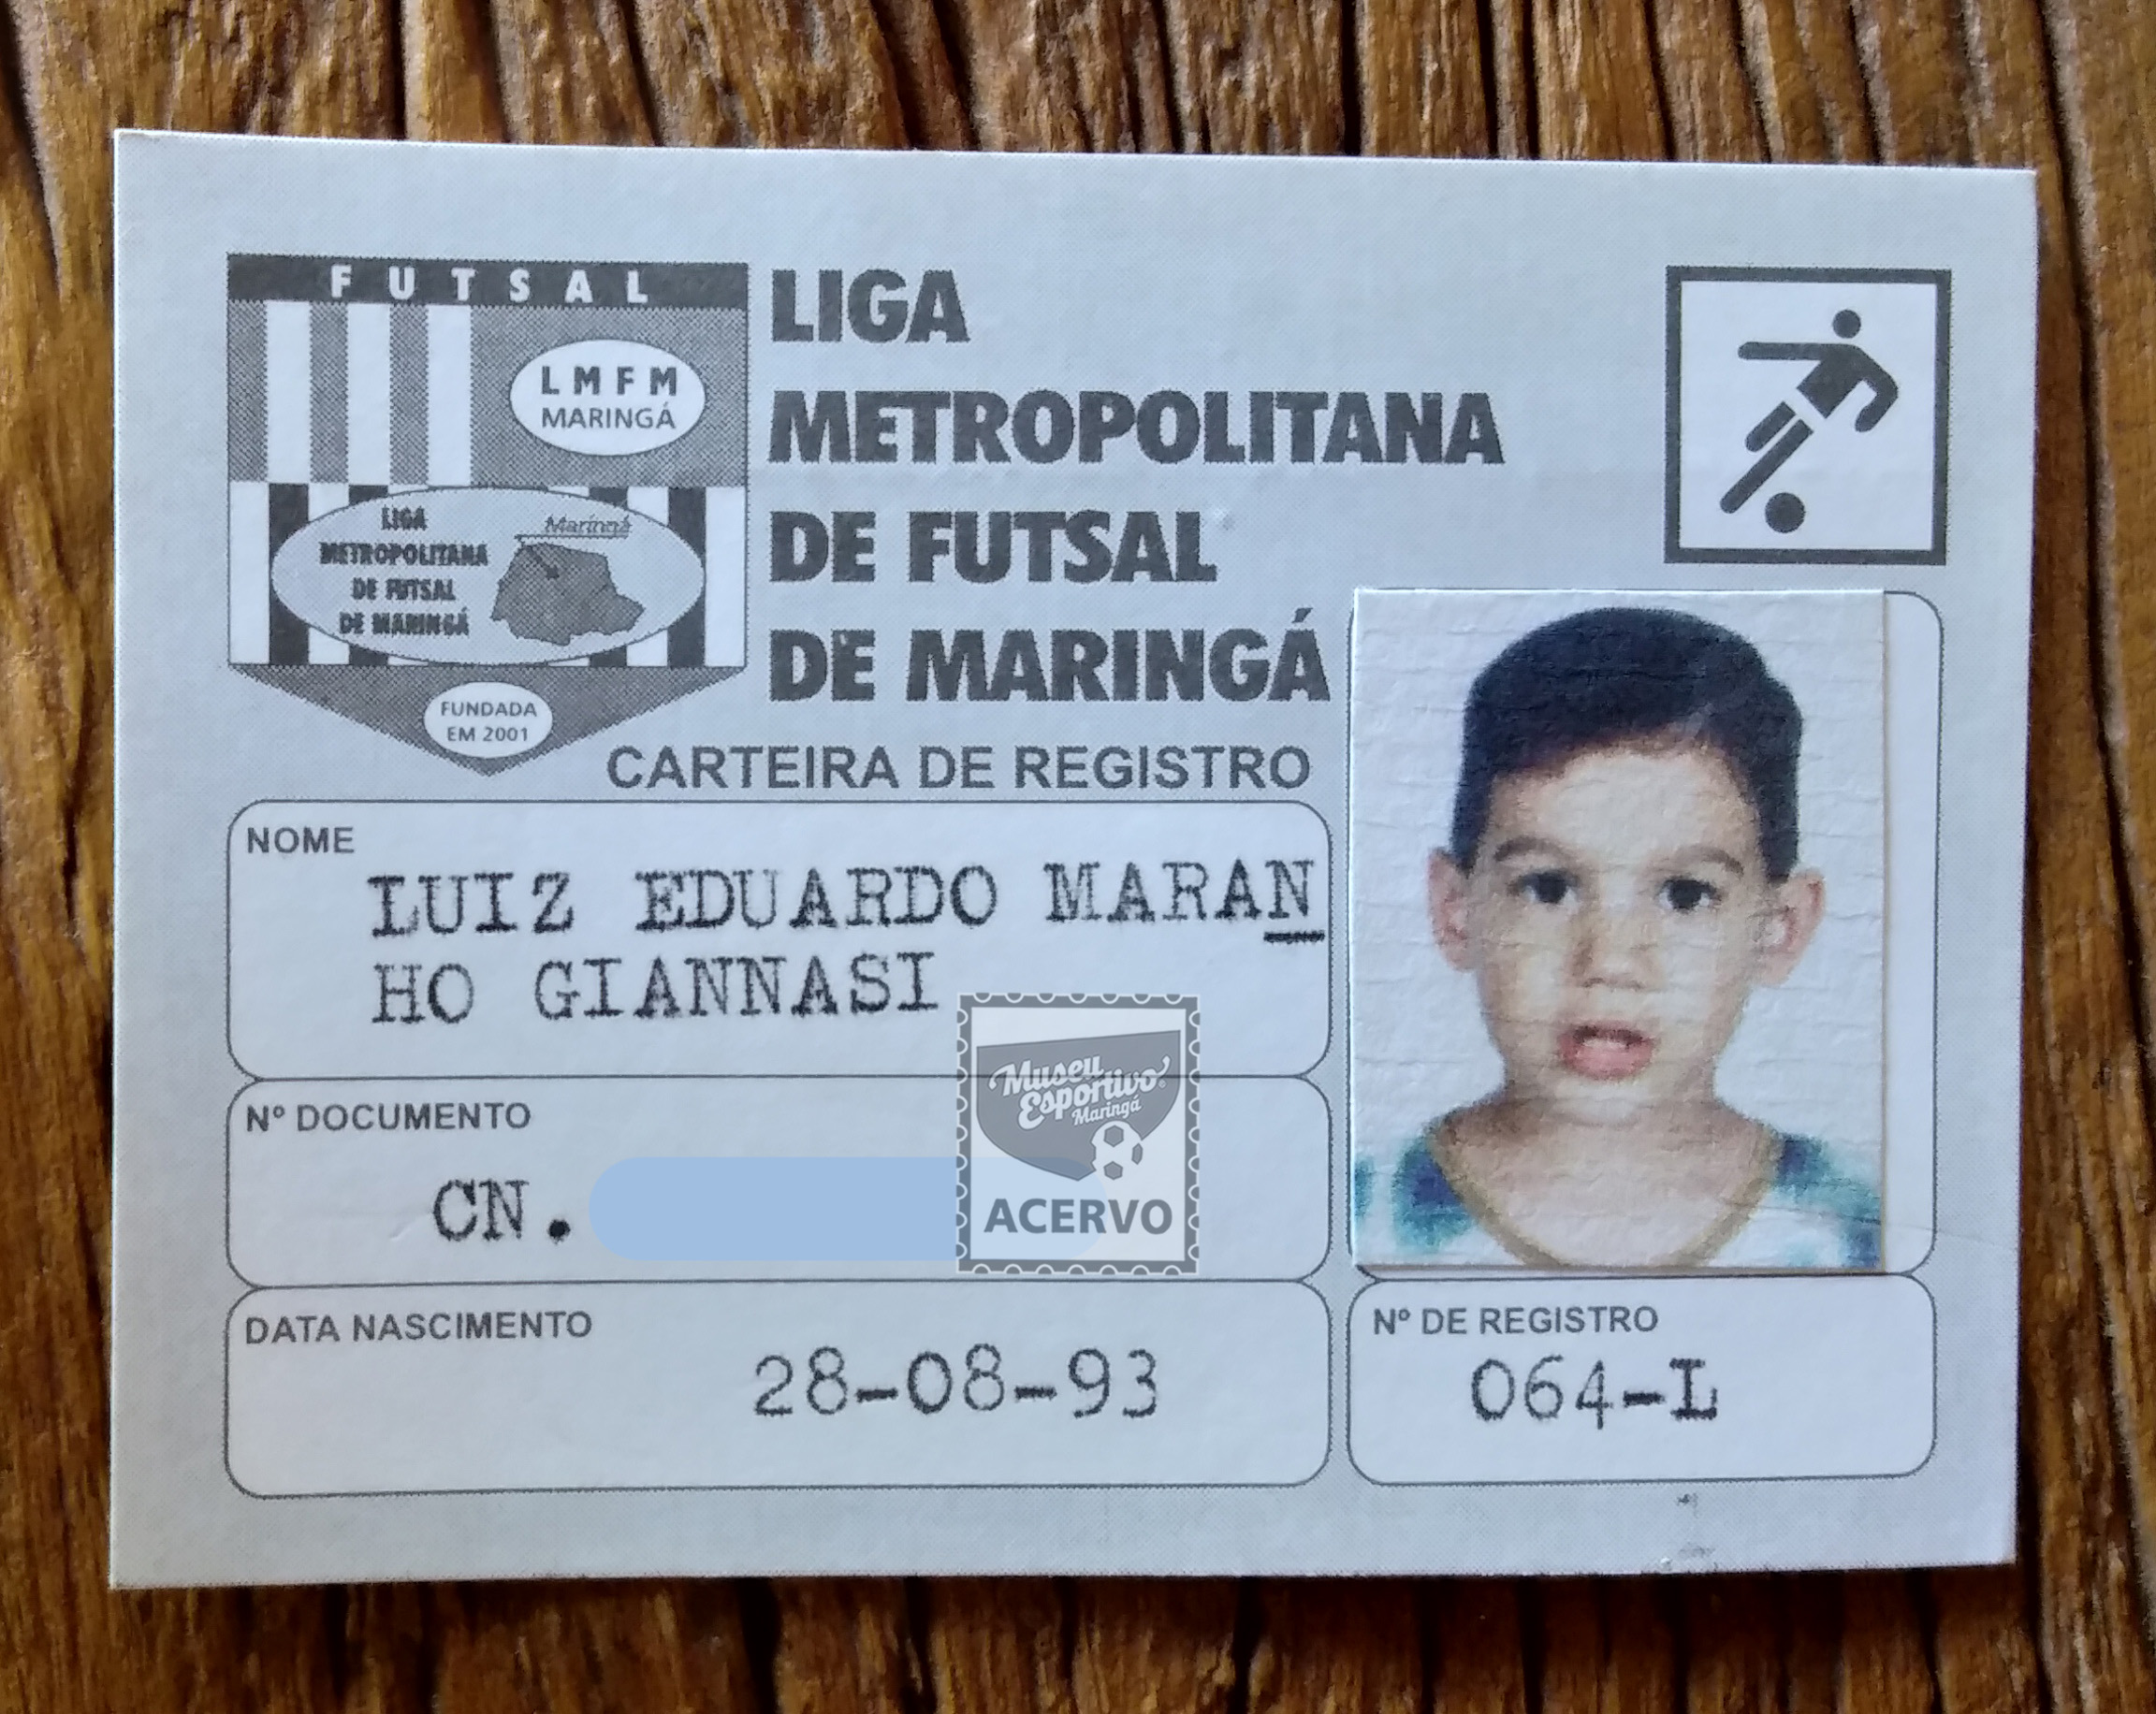 FUTSAL
LMFM
MARINGÁ
LIGA
METROPOLITANA
DE FUTSAL
DE MARINGÁ
Maringá
FUNDADA
EM 2001
LIGA
METROPOLITANA
DE FUTSAL
DE MARINGÁ
CARTEIRA DE REGISTRO
NOME
LUIZ EDUARDO MARAN
HO GIANNASI
Nº DOCUMENTO
CN.
Museu
Esportivo
Maringá
ACERVO
DATA NASCIMENTO
28-08-93
Nº DE REGISTRO
064-L